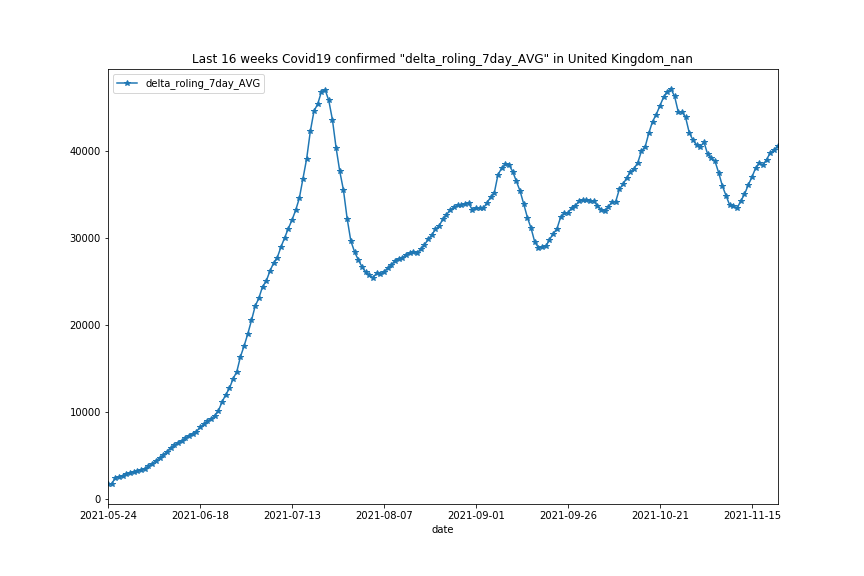 Last 16 weeks Covid19 confirmed "delta_roling_7day_AVG" in United Kingdom_nan
delta_roling_7day_AVG
40000
30000
20000
10000
0
2021-05-24 2021-06-18 2021-07-13 2021-08-07 2021-09-01 2021-09-26 2021-10-21 2021-11-15
date